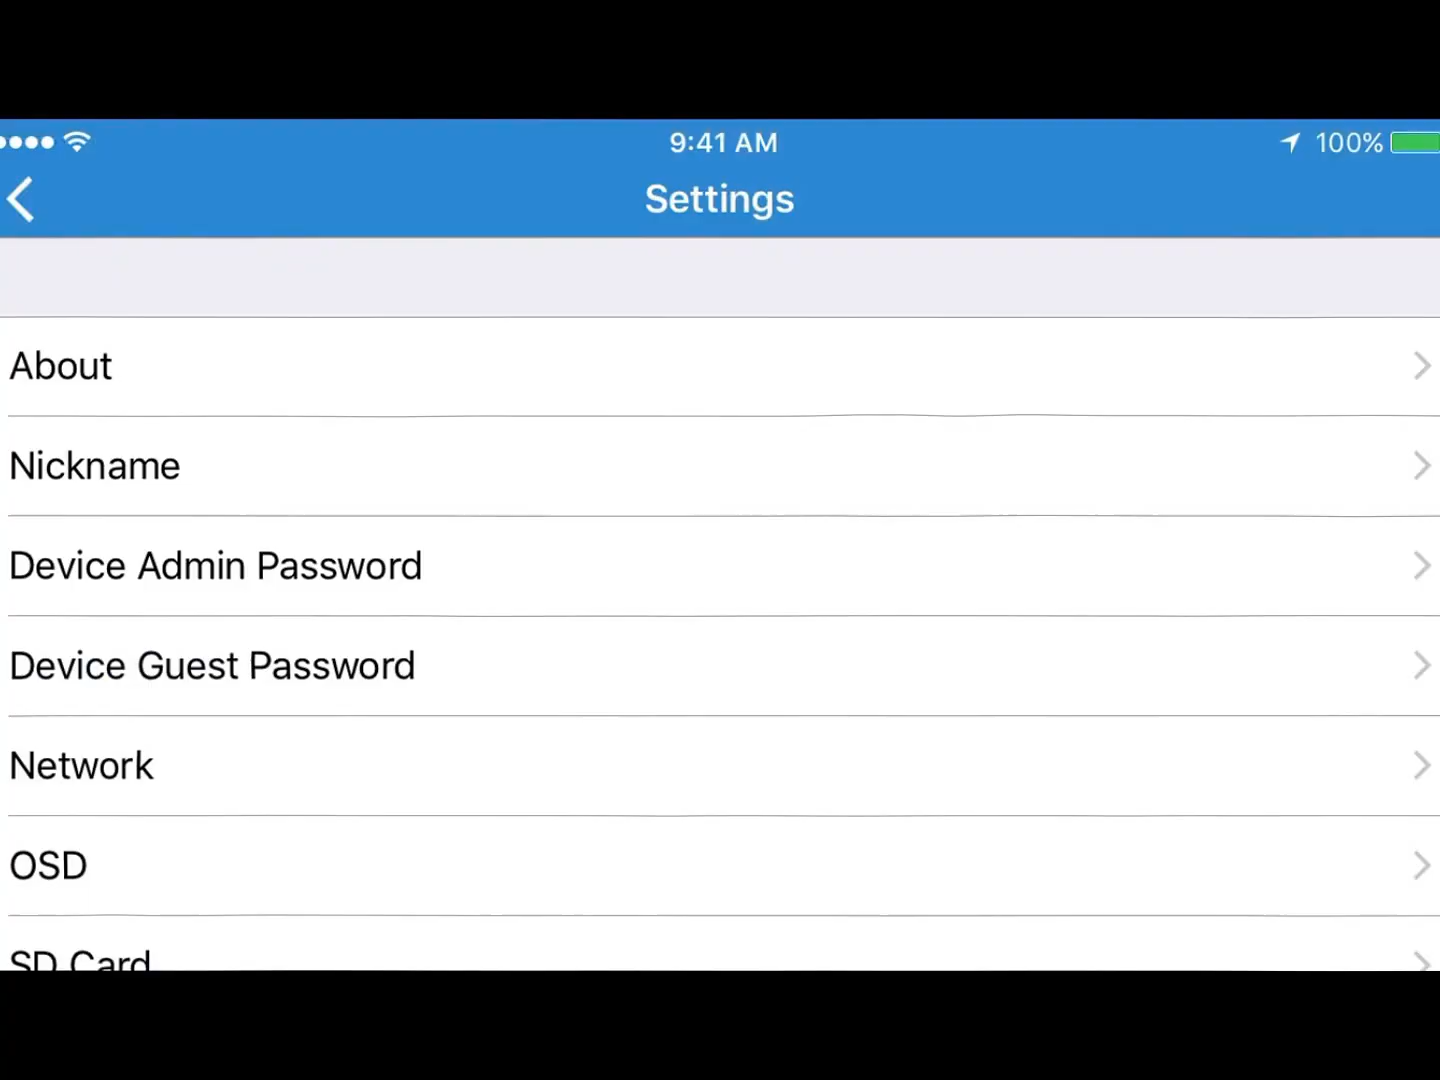 9:41 AM
100%
Settings
About
Nickname
Device Admin Password
Device Guest Password
Network
OSD
SD Card